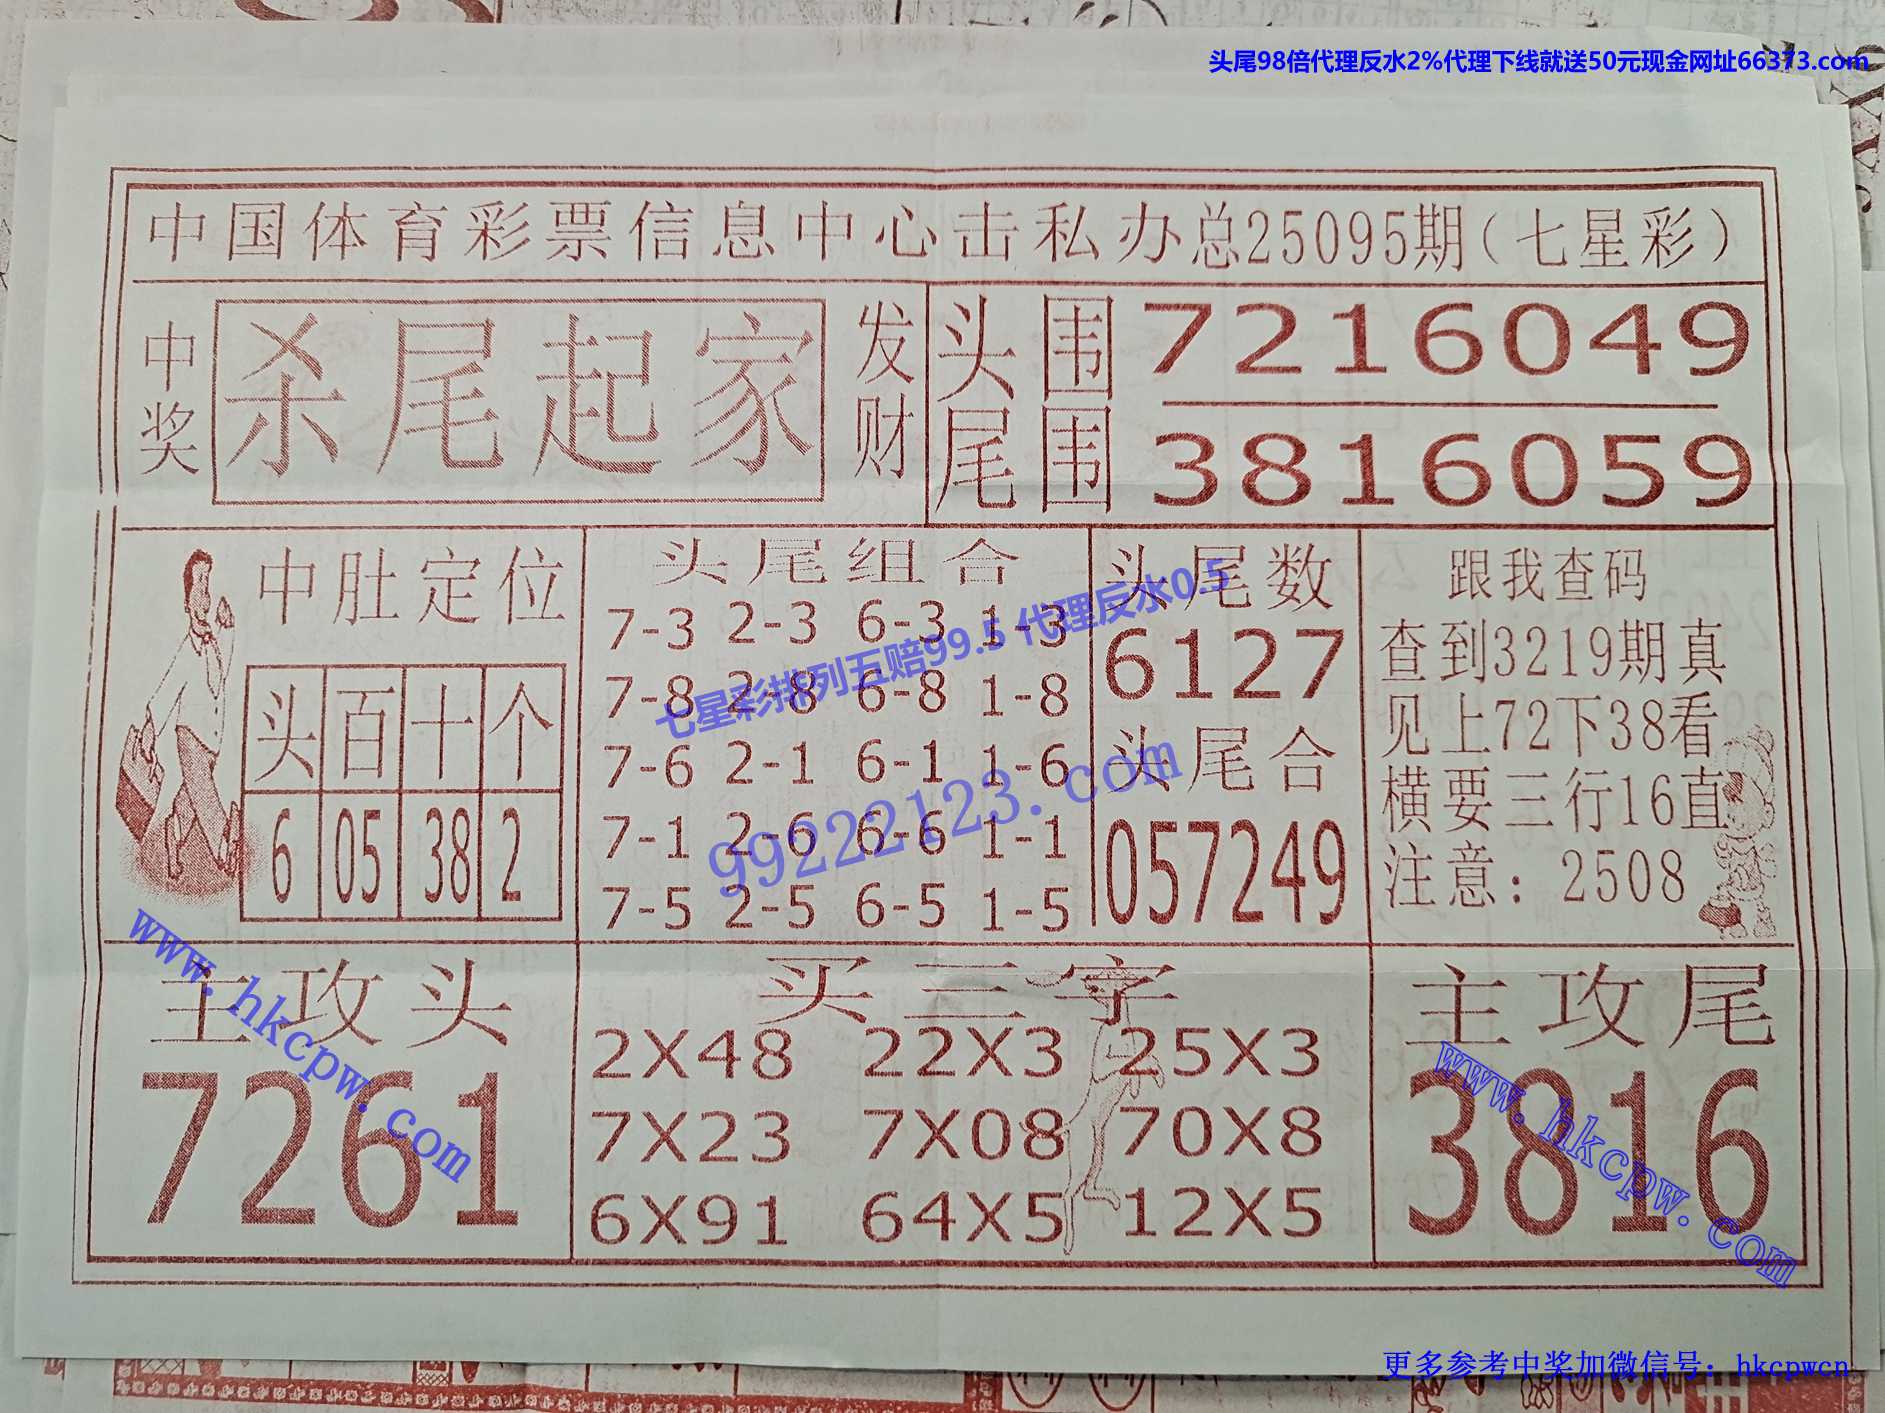 头尾98倍代理反水2%代理下线就送50元现金网址66373.com
中国体育彩票信息中心击私办总25095期(七星彩)
中奖
杀尾起家
发财
头围 7216049
尾围 3816059
中肚定位
头 百 十 个
6 05 38 2
头尾组合
7-3 2-3 6-3 1-3
7-8 2-8 6-8 1-8
7-6 2-1 6-1 1-6
7-1 2-6 6-6 1-1
7-5 2-5 6-5 1-5
头尾数
6127
头尾合
057249
跟我查码
查到3219期真
见上72下38看
横要三行16直
注意：2508
七星彩排列五赔99.5 代理反水0.5
99222123.com
主攻头
7261
买三字
2X48 22X3 25X3
7X23 7X08 70X8
6X91 64X5 12X5
主攻尾
3816
www.hkcpw.com
www.hkcpw.com
更多参考中奖加微信号：hkcpwcn